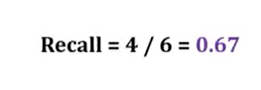 Recall = 4 / 6 = 0.67